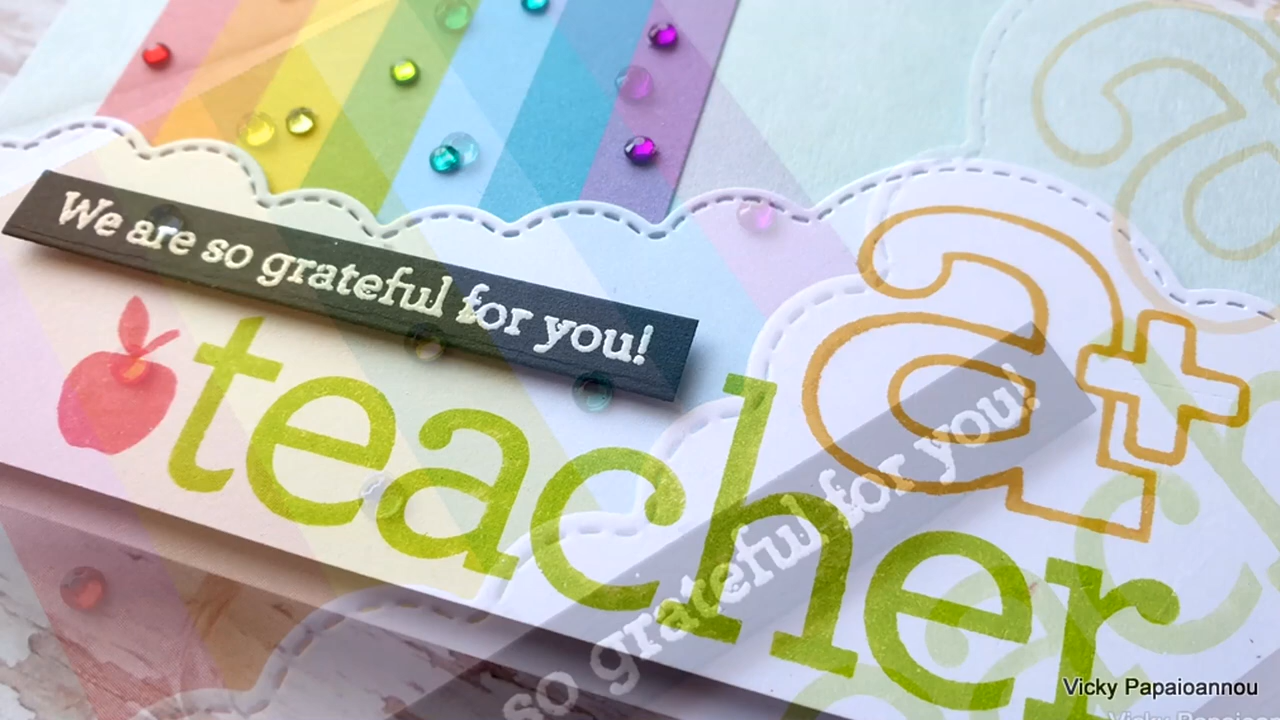 We are so grateful for you!
a+
teacher
so grateful for you!
Vicky Papaioannou